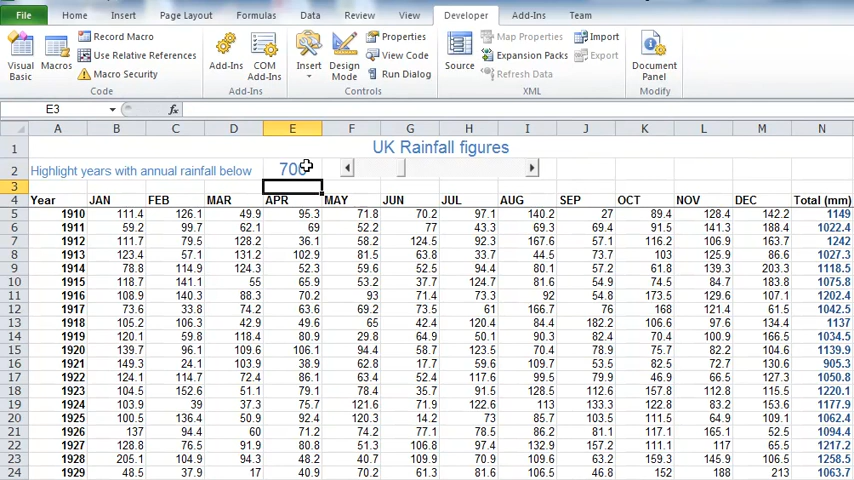 File Home Insert Page Layout Formulas Data Review View Developer Add-Ins Team
Visual Basic Macros Record Macro Use Relative References Macro Security Add-Ins COM Add-Ins Insert Design Mode Properties View Code Run Dialog Source Map Properties Expansion Packs Refresh Data Import Export Document Panel
Code Add-Ins Controls XML Modify
E3 fx
A B C D E F G H I J K L M N
1 UK Rainfall figures
2 Highlight years with annual rainfall below 700
3
4 Year JAN FEB MAR APR MAY JUN JUL AUG SEP OCT NOV DEC Total (mm)
5 1910 111.4 126.1 49.9 95.3 71.8 70.2 97.1 140.2 27 89.4 128.4 142.2 1149
6 1911 59.2 99.7 62.1 69 52.2 77 43.3 69.3 69.4 91.5 141.3 188.4 1022.4
7 1912 111.7 79.5 128.2 36.1 58.2 124.5 92.3 167.6 57.1 116.2 106.9 163.7 1242
8 1913 123.4 57.1 131.2 102.9 81.5 63.8 33.7 44.5 73.7 103 125.9 86.6 1027.3
9 1914 78.8 114.9 124.3 52.3 59.6 52.5 94.4 80.1 57.2 61.8 139.3 203.3 1118.5
10 1915 118.7 141.1 55 65.9 53.2 37.7 124.7 81.6 54.9 74.5 84.7 183.8 1075.8
11 1916 108.9 140.3 88.3 70.2 93 71.4 73.3 92 54.8 173.5 129.6 107.1 1202.4
12 1917 73.6 33.8 74.2 63.6 69.2 73.5 61 166.7 76 168 121.4 61.5 1042.5
13 1918 105.2 106.3 42.9 49.6 65 42.4 120.4 84.4 182.2 106.6 97.6 134.4 1137
14 1919 120.1 59.8 118.4 80.9 29.8 64.9 50.1 90.3 82.4 70.4 100.9 166.5 1034.5
15 1920 139.7 96.1 109.6 106.1 94.4 58.7 123.5 70.4 78.9 75.7 82.2 104.6 1139.9
16 1921 149.3 24.1 103.9 38.9 62.8 17.7 59.6 109.7 53.5 82.5 72.7 130.6 905.3
17 1922 124.1 114.7 72.4 86.1 63.4 52.4 117.6 99.5 79.9 46.9 66.5 127.2 1050.8
18 1923 104.5 152.6 51.1 79.1 78.4 35.7 91.5 128.5 112.6 157.6 113.3 115.5 1220.1
19 1924 103.9 39 37.3 75.7 121.6 71.9 122.6 113 133.3 122.8 83.2 153.6 1177.9
20 1925 100.5 136.4 50.9 92.4 120.3 14.2 73 85.7 103.5 111.5 64.9 109.1 1062.4
21 1926 137 94.4 60 71.2 74.2 77.1 78.5 86.2 81.1 117.1 165.1 52.5 1094.4
22 1927 128.8 76.5 91.9 80.8 51.3 106.8 97.4 132.9 157.2 111.1 117 65.5 1217.2
23 1928 205.1 104.9 94.3 48.2 40.7 109.9 70.9 109.9 63.2 159.3 145.9 106.5 1258.5
24 1929 48.5 37.9 17 40.9 70.2 61.3 81.6 106.5 46.8 152 188 213 1063.7